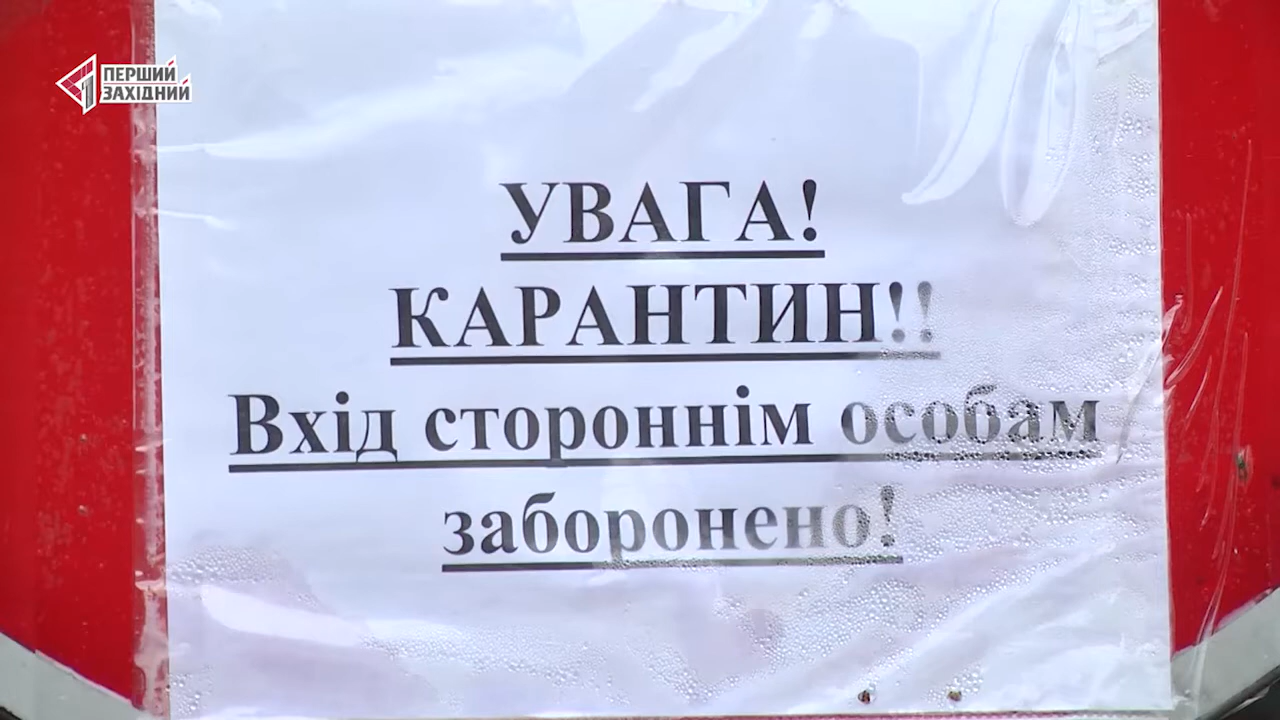 ПЕРШИЙ
ЗАХІДНИЙ
УВАГА!
КАРАНТИН!!
Вхід стороннім особам
заборонено!